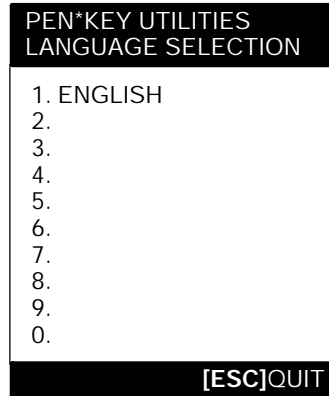 PEN*KEY UTILITIES
LANGUAGE SELECTION
1. ENGLISH
2.
3.
4.
5.
6.
7.
8.
9.
0.
[ESC]QUIT